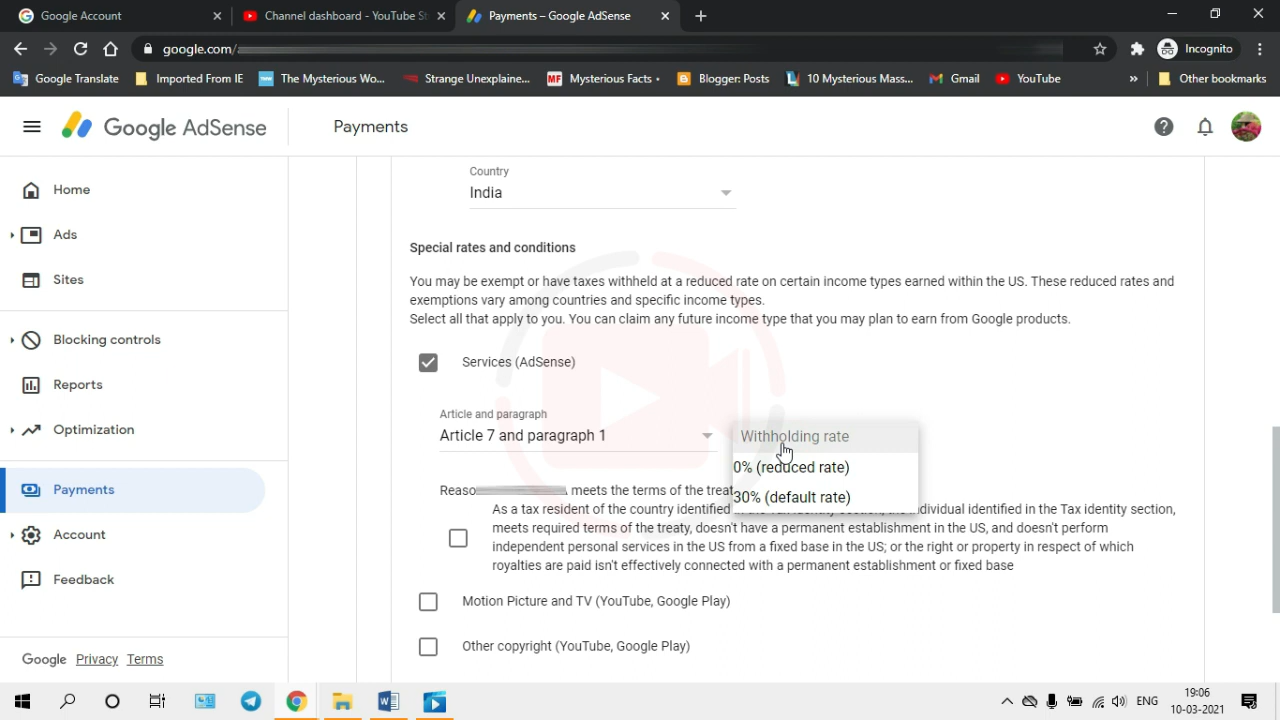 Google Account
Channel dashboard - YouTube St
Payments – Google AdSense
google.com/
Incognito
Google Translate
Imported From IE
The Mysterious Wo...
Strange Unexplaine...
Mysterious Facts •
Blogger: Posts
10 Mysterious Mass...
Gmail
YouTube
Other bookmarks
Google AdSense
Payments
Home
Ads
Sites
Blocking controls
Reports
Optimization
Payments
Account
Feedback
Google Privacy Terms
Country
India
Special rates and conditions
You may be exempt or have taxes withheld at a reduced rate on certain income types earned within the US. These reduced rates and
exemptions vary among countries and specific income types.
Select all that apply to you. You can claim any future income type that you may plan to earn from Google products.
Services (AdSense)
Article and paragraph
Article 7 and paragraph 1
Withholding rate
0% (reduced rate)
30% (default rate)
Reaso meets the terms of the treat
As a tax resident of the country identified in the Tax identity section, the individual identified in the Tax identity section,
meets required terms of the treaty, doesn't have a permanent establishment in the US, and doesn't perform
independent personal services in the US from a fixed base in the US; or the right or property in respect of which
royalties are paid isn't effectively connected with a permanent establishment or fixed base
Motion Picture and TV (YouTube, Google Play)
Other copyright (YouTube, Google Play)
ENG
19:06
10-03-2021